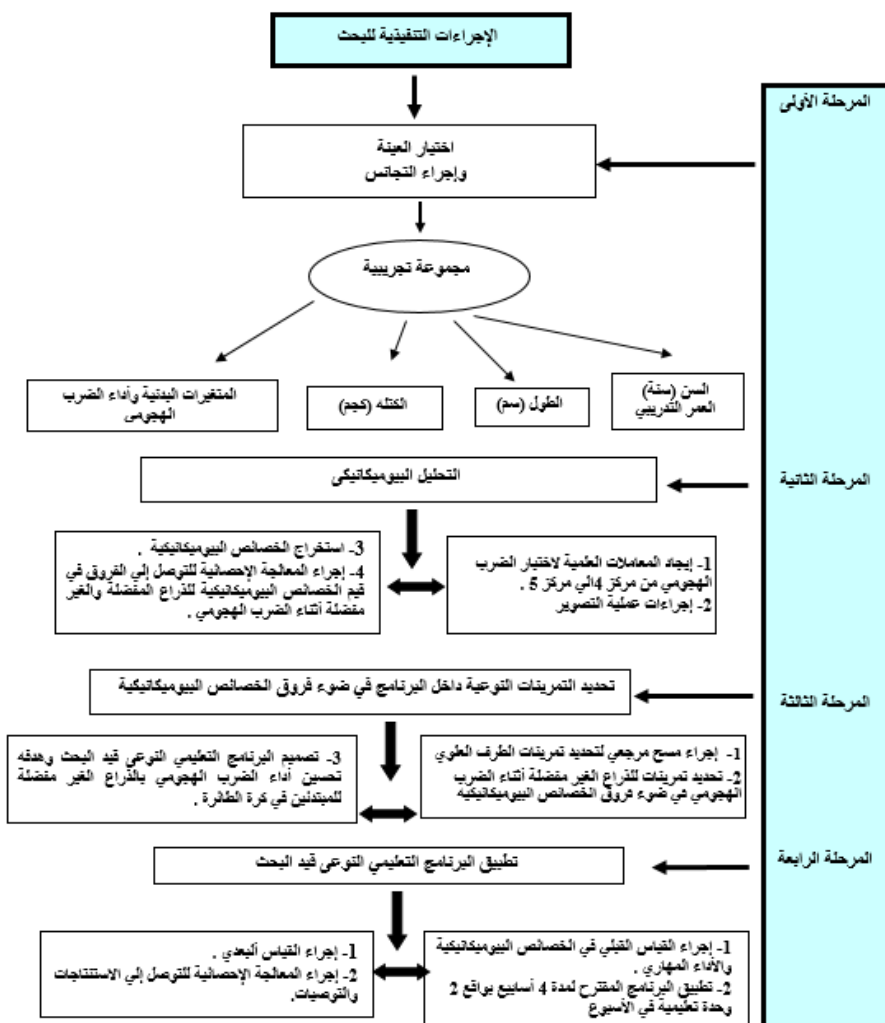 الإجراءات التنفيذية للبحث
المرحلة الأولى
اختيار العينة
وإجراء التجانس
مجموعة تجريبية
السن (سنة)
العمر التدريبي
الطول (سم)
الكتله (كجم)
المتغيرات البدنية وأداء الضرب
الهجومى
المرحلة الثانية
التحليل البيوميكانيكى
1- إيجاد المعاملات العلمية لاختيار الضرب
الهجومي من مركز 4الي مركز 5 .
2- إجراءات عملية التصوير
3- استخراج الخصائص البيوميكانيكية .
4- إجراء المعالجة الإحصائية للتوصل إلي الفروق في
قيم الخصائص البيوميكانيكية للذراع المفضلة والغير
مفضلة أثناء الضرب الهجومي .
المرحلة الثالثة
تحديد التمرينات النوعية داخل البرنامج في ضوء فروق الخصائص البيوميكانيكية
1- إجراء مسح مرجعي لتحديد تمرينات الطرف العلوي
2- تحديد تمرينات للذراع الغير مفضلة أثناء الضرب
الهجومي في ضوء فروق الخصائص البيوميكانيكية
3- تصميم البرنامج التعليمي النوعي قيد البحث وهدفه
تحسين أداء الضرب الهجومي بالذراع الغير مفضلة
للمبتدئين في كرة الطائرة .
المرحلة الرابعة
تطبيق البرنامج التعليمي النوعى قيد البحث
1- إجراء القياس القبلي في الخصائص البيوميكانيكية
والأداء المهاري .
2- تطبيق البرنامج المقترح لمدة 4 أسابيع بواقع 2
وحدة تعليمية في الأسبوع
1- إجراء القياس ألبعدي .
2- إجراء المعالجة الإحصائية للتوصل إلي الاستنتاجات
والتوصيات.